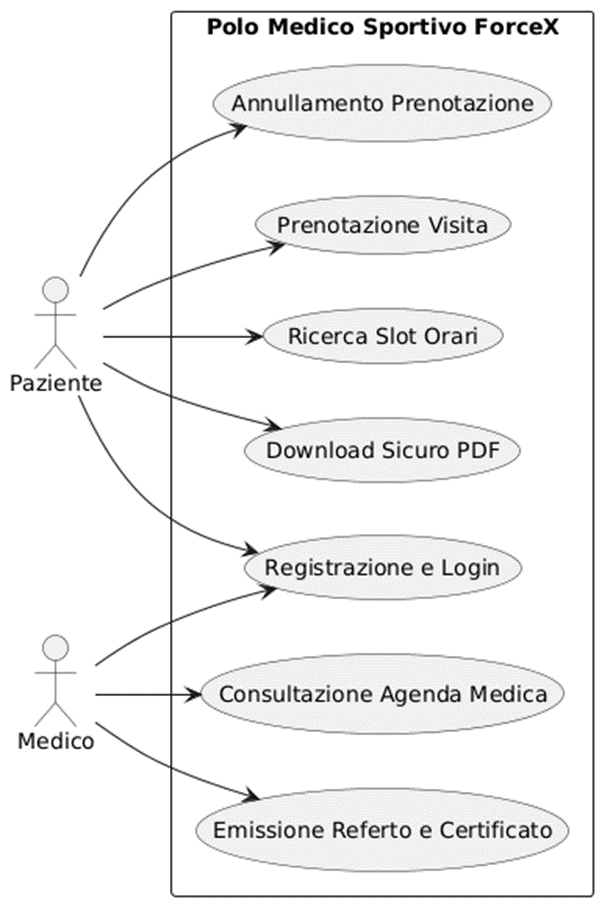 Polo Medico Sportivo ForceX
Annullamento Prenotazione
Prenotazione Visita
Ricerca Slot Orari
Paziente
Download Sicuro PDF
Registrazione e Login
Consultazione Agenda Medica
Medico
Emissione Referto e Certificato